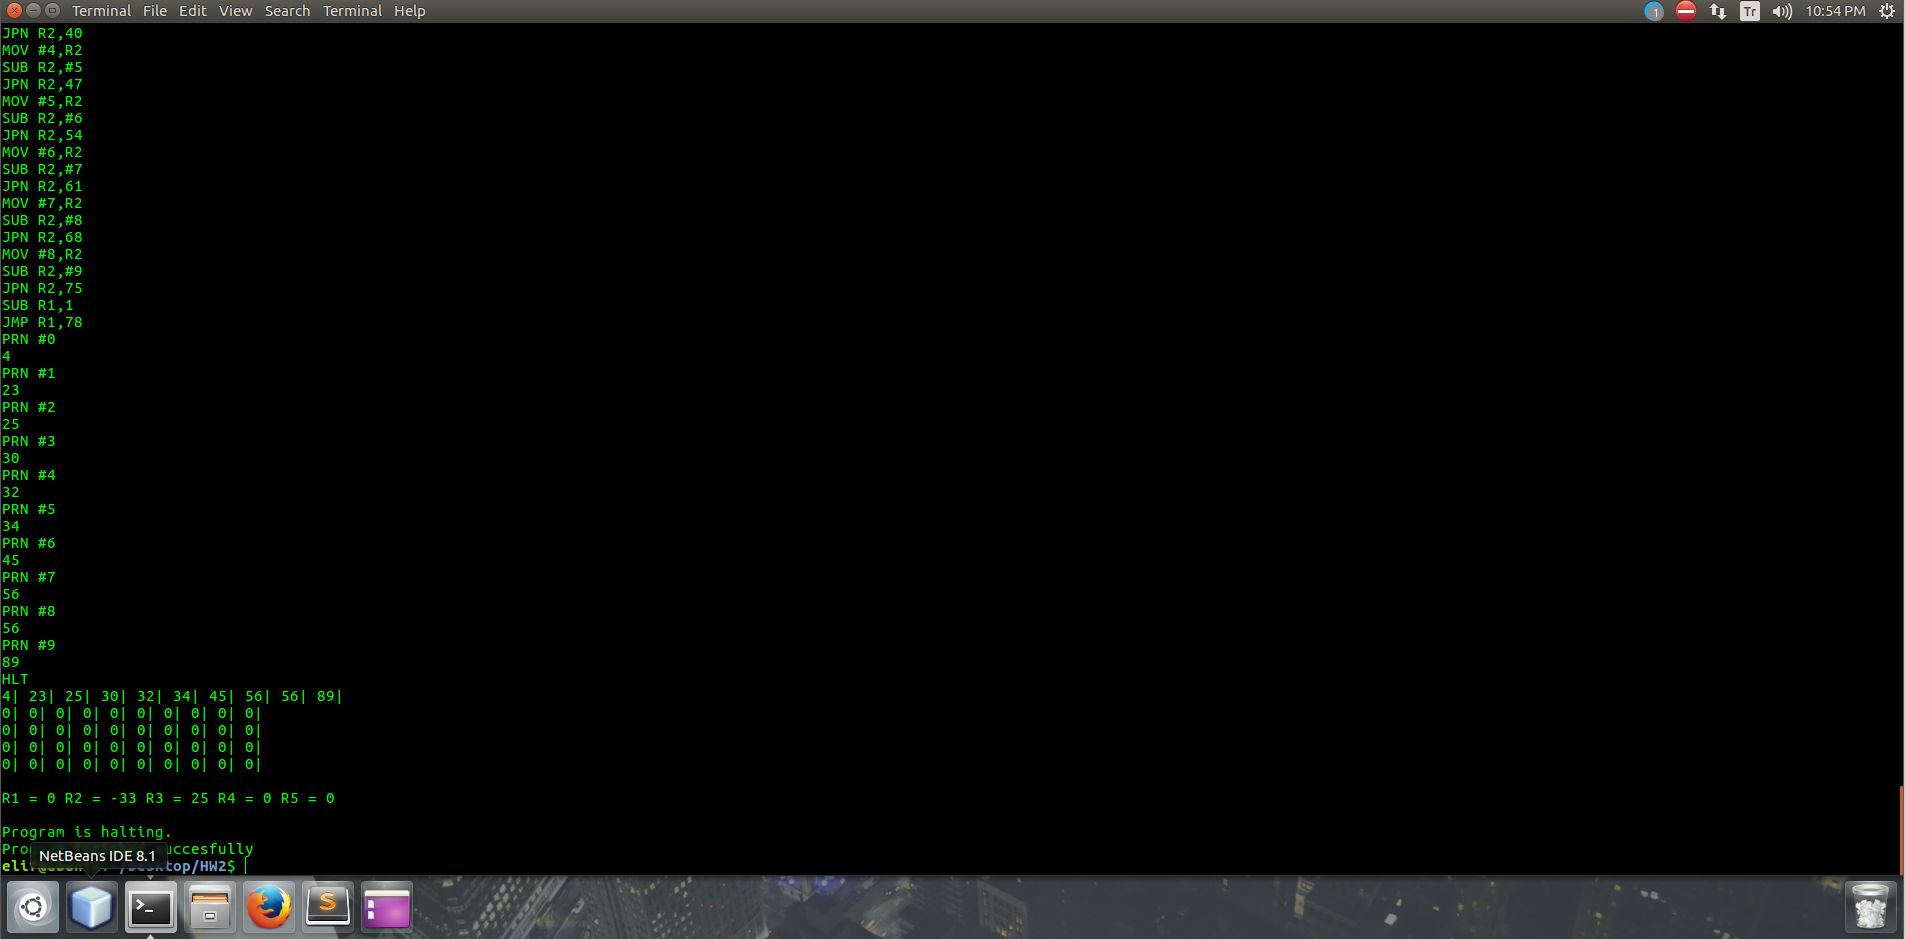 Terminal File Edit View Search Terminal Help 1 Tr 10:54 PM
JPN R2,40
MOV #4,R2
SUB R2,#5
JPN R2,47
MOV #5,R2
SUB R2,#6
JPN R2,54
MOV #6,R2
SUB R2,#7
JPN R2,61
MOV #7,R2
SUB R2,#8
JPN R2,68
MOV #8,R2
SUB R2,#9
JPN R2,75
SUB R1,1
JMP R1,78
PRN #0
4
PRN #1
23
PRN #2
25
PRN #3
30
PRN #4
32
PRN #5
34
PRN #6
45
PRN #7
56
PRN #8
56
PRN #9
89
HLT
4| 23| 25| 30| 32| 34| 45| 56| 56| 89|
0| 0| 0| 0| 0| 0| 0| 0| 0| 0|
0| 0| 0| 0| 0| 0| 0| 0| 0| 0|
0| 0| 0| 0| 0| 0| 0| 0| 0| 0|
0| 0| 0| 0| 0| 0| 0| 0| 0| 0|
R1 = 0 R2 = -33 R3 = 25 R4 = 0 R5 = 0
Program is halting.
NetBeans IDE 8.1
/HW2$